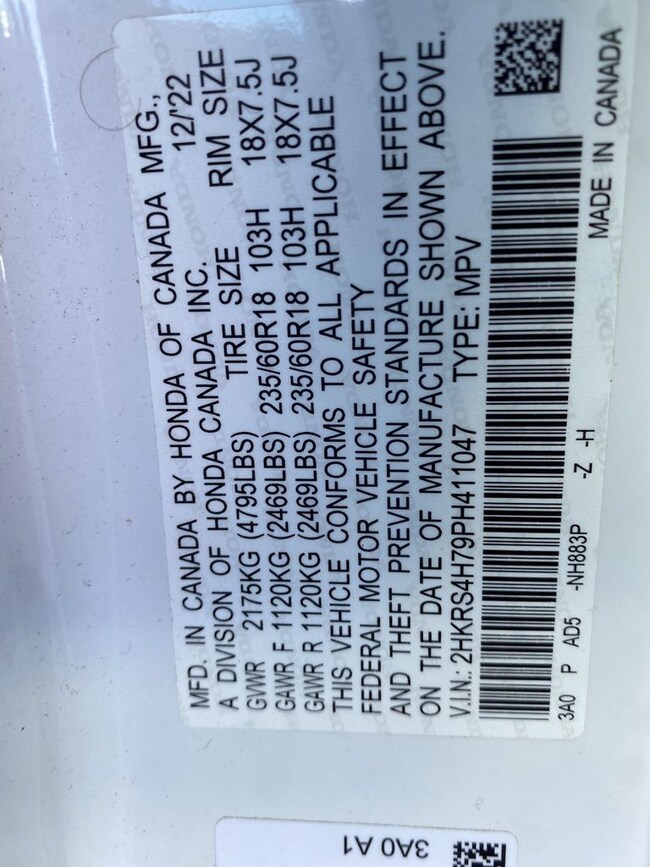 MFD. IN CANADA BY HONDA OF CANADA MFG.,
A DIVISION OF HONDA CANADA INC. 12/'22
GVWR 2175KG (4795LBS) TIRE SIZE RIM SIZE
GAWR F 1120KG (2469LBS) 235/60R18 103H 18X7.5J
GAWR R 1120KG (2469LBS) 235/60R18 103H 18X7.5J
THIS VEHICLE CONFORMS TO ALL APPLICABLE
FEDERAL MOTOR VEHICLE SAFETY
AND THEFT PREVENTION STANDARDS IN EFFECT
ON THE DATE OF MANUFACTURE SHOWN ABOVE.
V.I.N.: 2HKRS4H79PH411047 TYPE: MPV
3A0 P AD5 -NH883P -Z -H MADE IN CANADA
3A0 A1